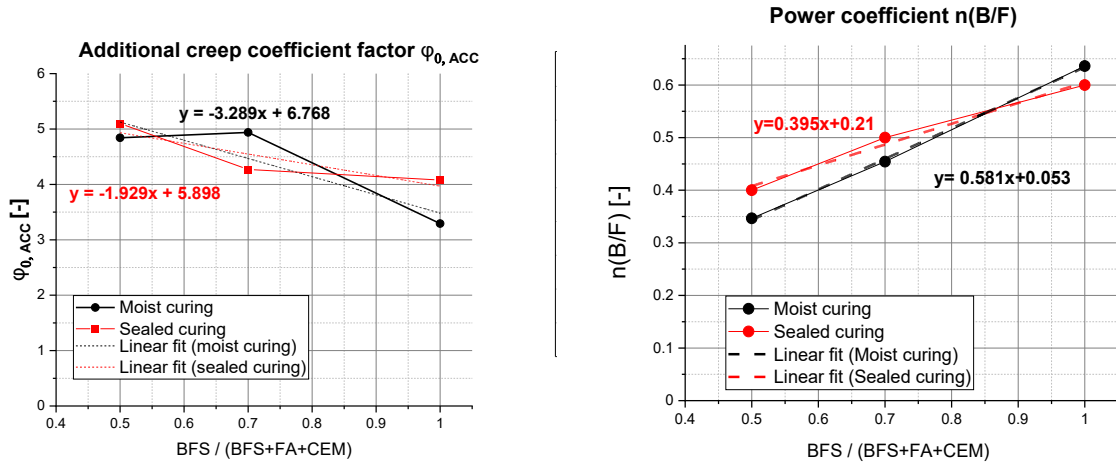 Additional creep coefficient factor φ0, ACC
6
5
4
3
2
1
0
φ0, ACC [-]
y = -3.289x + 6.768
y = -1.929x + 5.898
Moist curing
Sealed curing
Linear fit (moist curing)
Linear fit (sealed curing)
0.4 0.5 0.6 0.7 0.8 0.9 1
BFS / (BFS+FA+CEM)
Power coefficient n(B/F)
0.6
0.5
0.4
0.3
0.2
0.1
0
n(B/F) [-]
y=0.395x+0.21
y= 0.581x+0.053
Moist curing
Sealed curing
Linear fit (Moist curing)
Linear fit (Sealed curing)
0.4 0.5 0.6 0.7 0.8 0.9 1
BFS / (BFS+FA+CEM)